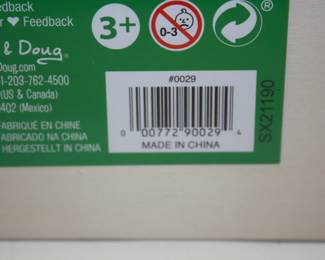 Feedback
r ♥ Feedback
& Doug®
Doug.com
1-203-762-4500
(US & Canada)
402 (Mexico)
3+
0-3
#0029
0 00772 90029 4
MADE IN CHINA
SX21190
FABRIQUÉ EN CHINE
FABRICADO NA CHINA
HERGESTELLT IN CHINA